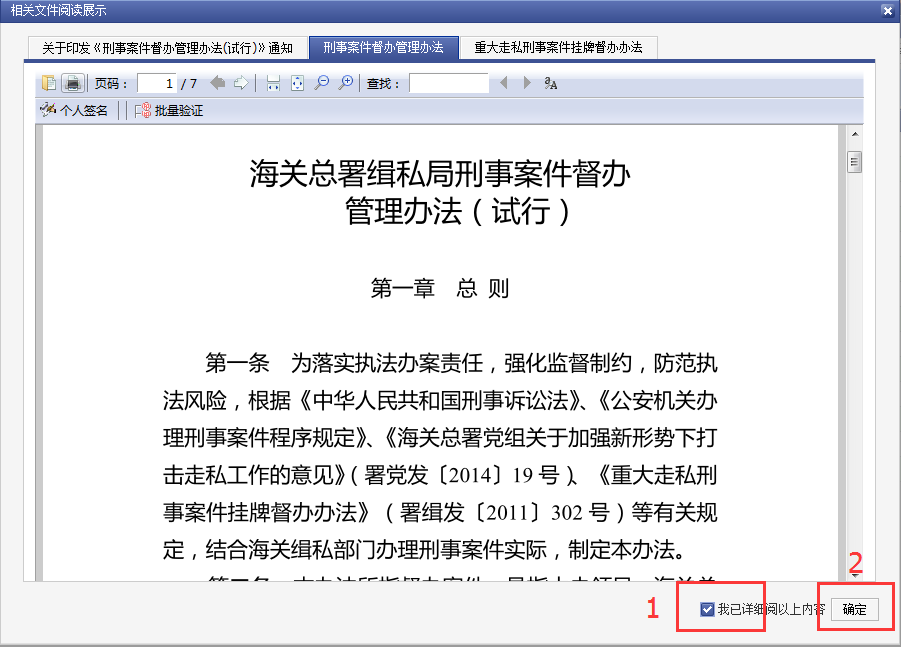 相关文件阅读展示
关于印发《刑事案件督办管理办法(试行)》通知 刑事案件督办管理办法 重大走私刑事案件挂牌督办办法
页码： 1 / 7 查找：
个人签名 批量验证
海关总署缉私局刑事案件督办
管理办法（试行）
第一章 总 则
第一条 为落实执法办案责任，强化监督制约，防范执
法风险，根据《中华人民共和国刑事诉讼法》、《公安机关办
理刑事案件程序规定》、《海关总署党组关于加强新形势下打
击走私工作的意见》（署党发〔2014〕19 号）、《重大走私刑
事案件挂牌督办办法》（署缉发〔2011〕302 号）等有关规
定，结合海关缉私部门办理刑事案件实际，制定本办法。
2
1 我已详细阅以上内容 确定